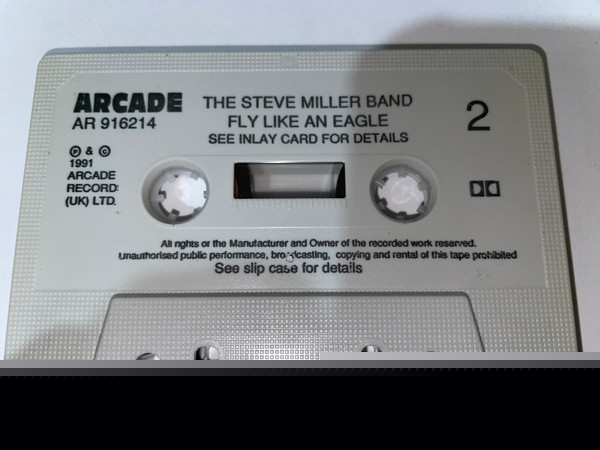 ARCADE
AR 916214
THE STEVE MILLER BAND
FLY LIKE AN EAGLE
SEE INLAY CARD FOR DETAILS
2
℗ & ©
1991
ARCADE
RECORDS
(UK) LTD.
All rights or the Manufacturer and Owner of the recorded work reserved.
Unauthorised public performance, broadcasting, copying and rental of this tape prohibited
See slip case for details